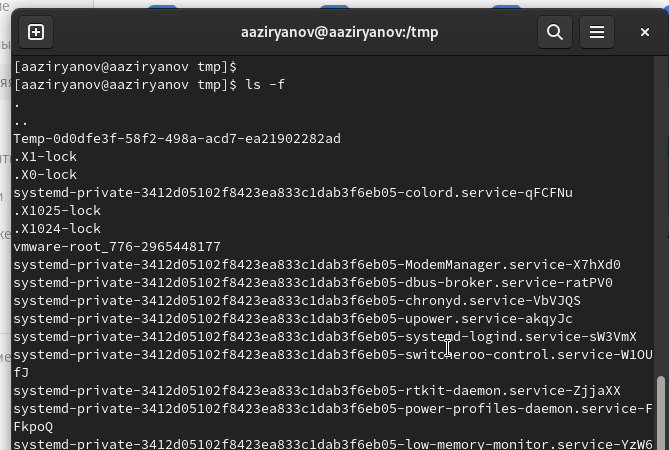 aaziryanov@aaziryanov:/tmp
[aaziryanov@aaziryanov tmp]$
[aaziryanov@aaziryanov tmp]$ ls -f
.
..
Temp-0d0dfe3f-58f2-498a-acd7-ea21902282ad
.X1-lock
.X0-lock
systemd-private-3412d05102f8423ea833c1dab3f6eb05-colord.service-qFCFNu
.X1025-lock
.X1024-lock
vmware-root_776-2965448177
systemd-private-3412d05102f8423ea833c1dab3f6eb05-ModemManager.service-X7hXd0
systemd-private-3412d05102f8423ea833c1dab3f6eb05-dbus-broker.service-ratPV0
systemd-private-3412d05102f8423ea833c1dab3f6eb05-chronyd.service-VbVJQS
systemd-private-3412d05102f8423ea833c1dab3f6eb05-upower.service-akqyJc
systemd-private-3412d05102f8423ea833c1dab3f6eb05-systemd-logind.service-sW3VmX
systemd-private-3412d05102f8423ea833c1dab3f6eb05-switcheroo-control.service-W1OU
fJ
systemd-private-3412d05102f8423ea833c1dab3f6eb05-rtkit-daemon.service-ZjjaXX
systemd-private-3412d05102f8423ea833c1dab3f6eb05-power-profiles-daemon.service-F
FkpoQ
systemd-private-3412d05102f8423ea833c1dab3f6eb05-low-memory-monitor.service-YzW6